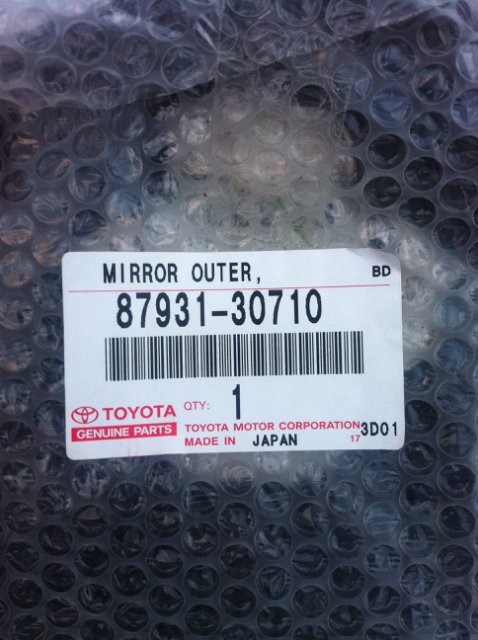 MIRROR OUTER, BD
87931-30710
TOYOTA QTY: 1
GENUINE PARTS TOYOTA MOTOR CORPORATION 3D01
MADE IN JAPAN 17